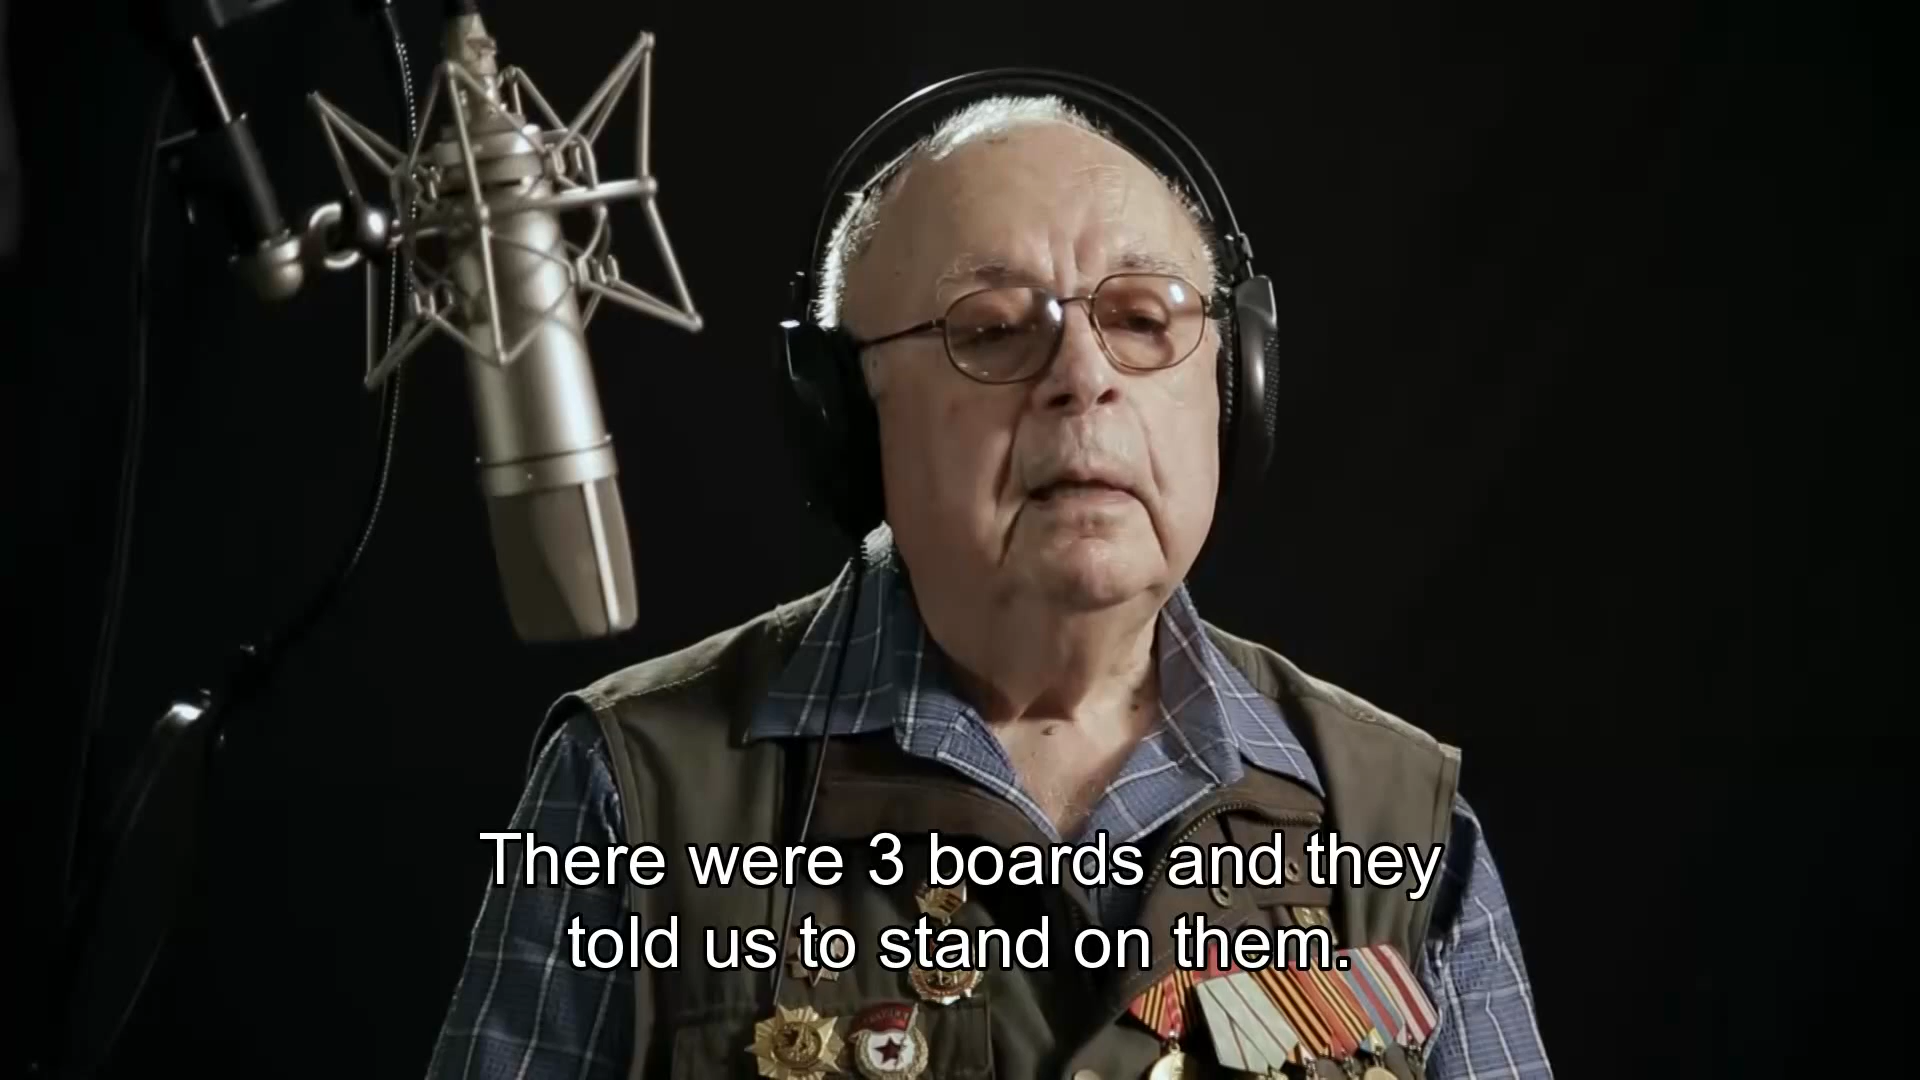 There were 3 boards and they
told us to stand on them.